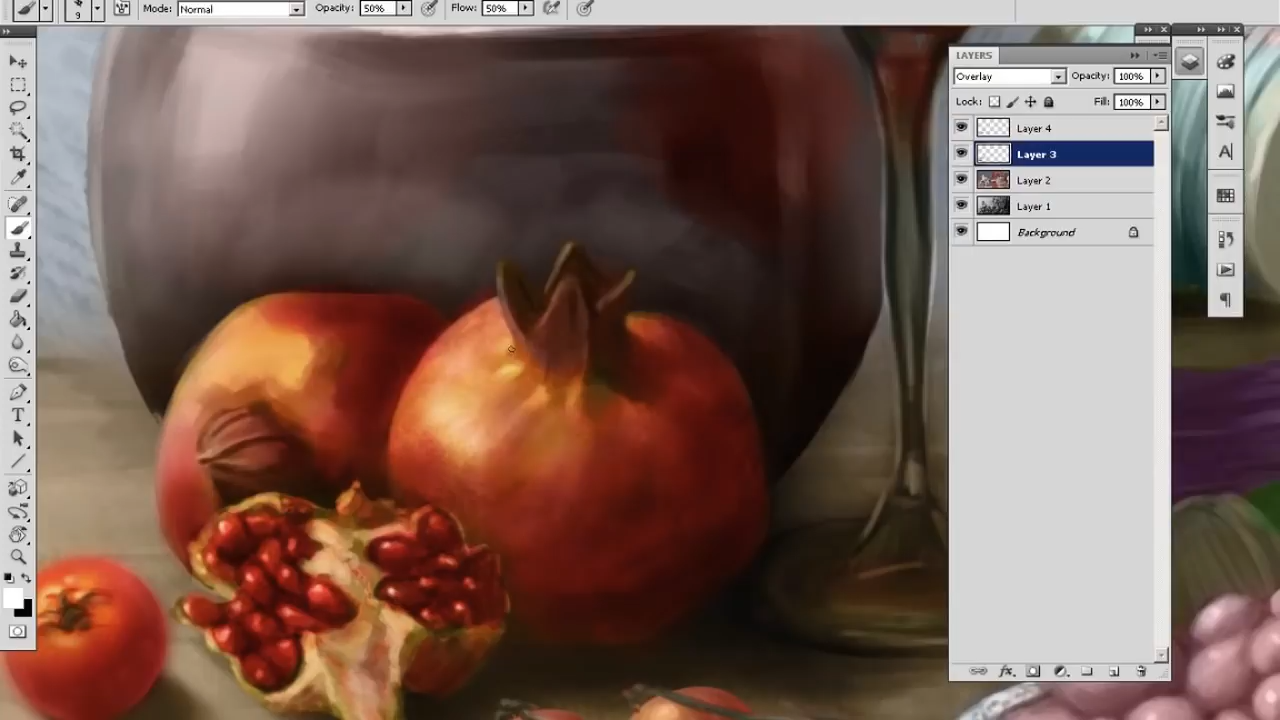 Mode: Normal Opacity: 50% Flow: 50%
9
LAYERS
Overlay Opacity: 100%
Lock: Fill: 100%
Layer 4
Layer 3
Layer 2
Layer 1
Background